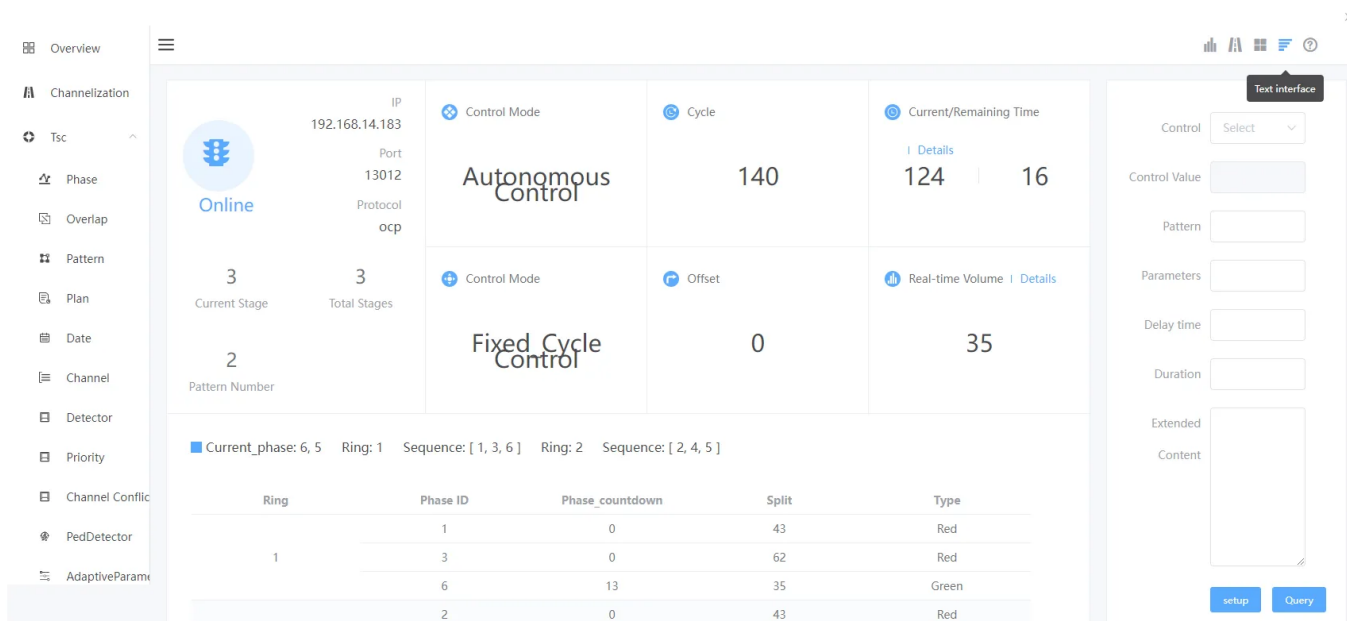 Overview
Channelization
Tsc
Phase
Overlap
Pattern
Plan
Date
Channel
Detector
Priority
Channel Conflic
PedDetector
AdaptiveParame
Text interface
Online
IP
192.168.14.183
Port
13012
Protocol
ocp
3
Current Stage
3
Total Stages
2
Pattern Number
Control Mode
Autonomous
Control
Cycle
140
Current/Remaining Time
Details
124 16
Control Mode
Fixed_Cycle
Control
Offset
0
Real-time Volume Details
35
Current_phase: 6, 5 Ring: 1 Sequence: [ 1, 3, 6 ] Ring: 2 Sequence: [ 2, 4, 5 ]
Ring Phase ID Phase_countdown Split Type
1 0 43 Red
1 3 0 62 Red
6 13 35 Green
2 0 43 Red
Control Select
Control Value
Pattern
Parameters
Delay time
Duration
Extended
Content
setup Query